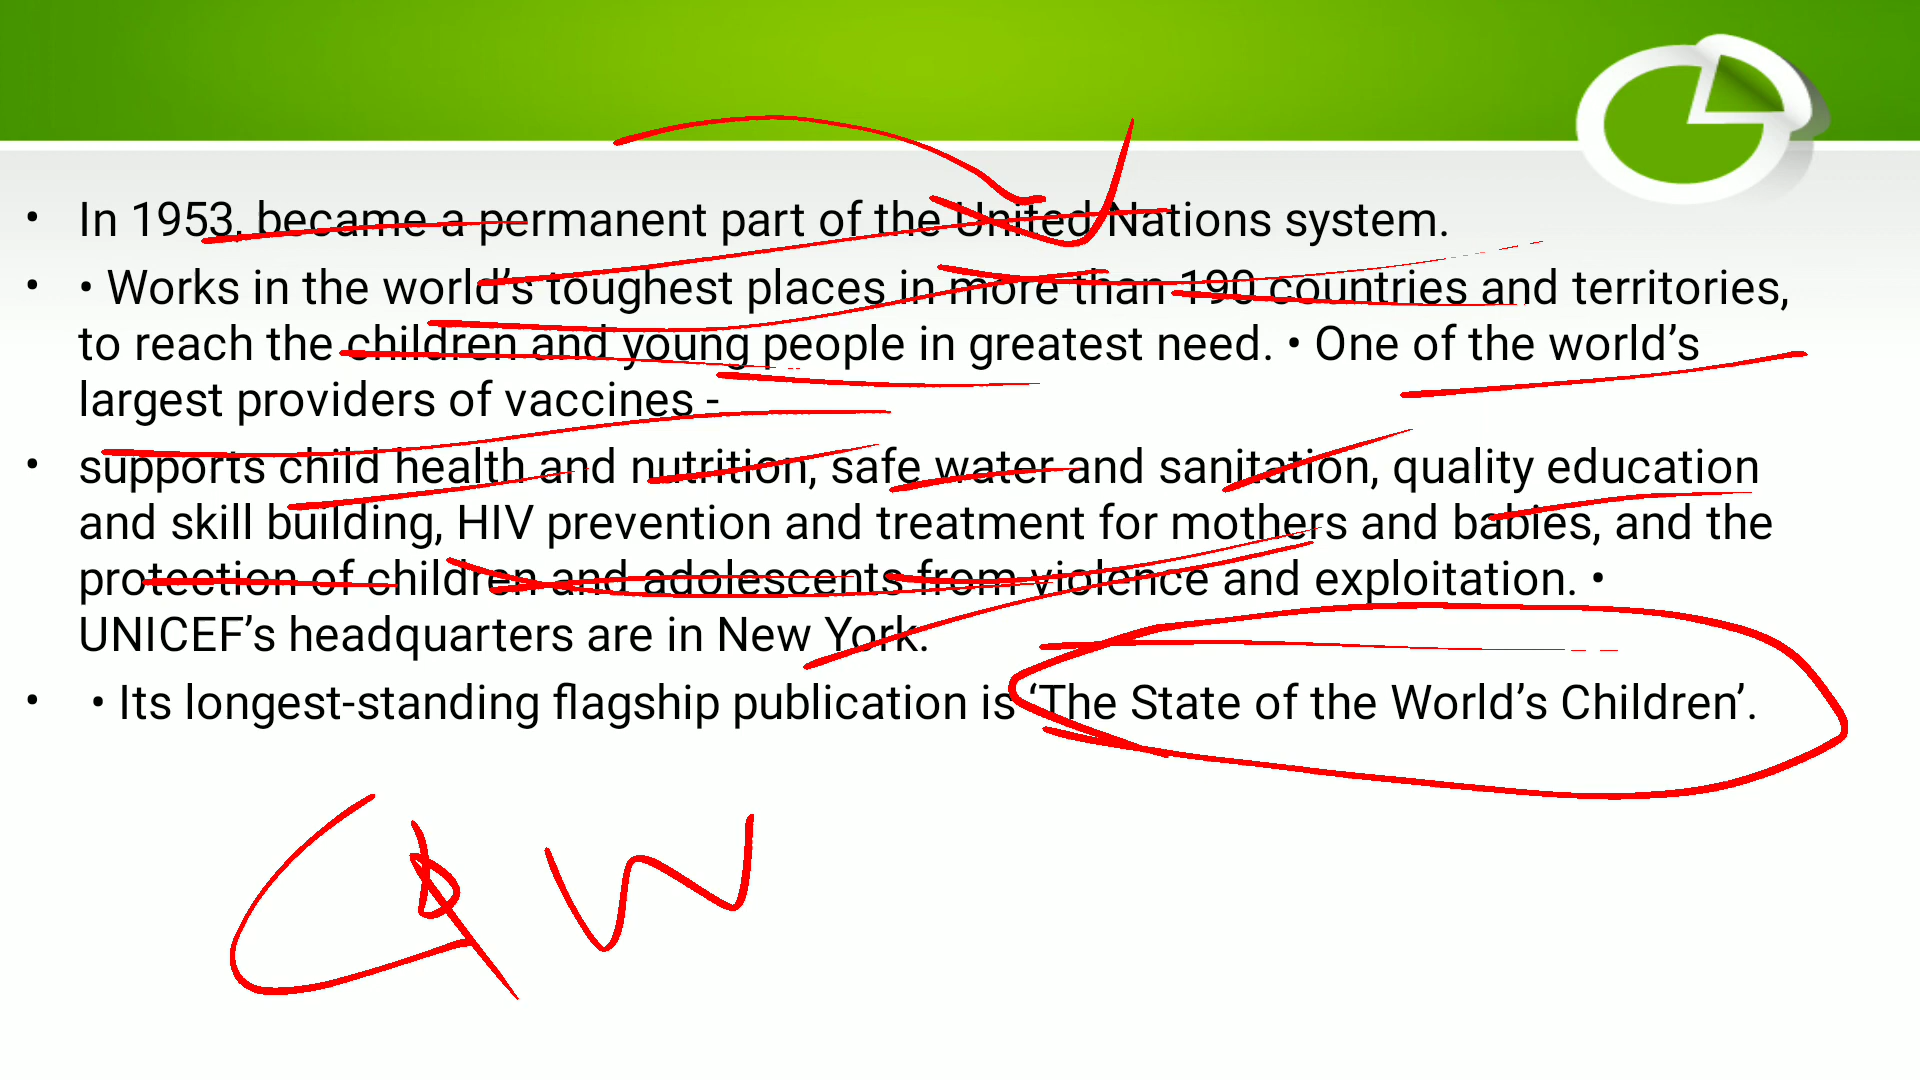 • In 1953, became a permanent part of the United Nations system.
• • Works in the world’s toughest places in more than 190 countries and territories,
to reach the children and young people in greatest need. • One of the world’s
largest providers of vaccines -
• supports child health and nutrition, safe water and sanitation, quality education
and skill building, HIV prevention and treatment for mothers and babies, and the
protection of children and adolescents from violence and exploitation. •
UNICEF’s headquarters are in New York.
• • Its longest-standing flagship publication is ‘The State of the World’s Children’.